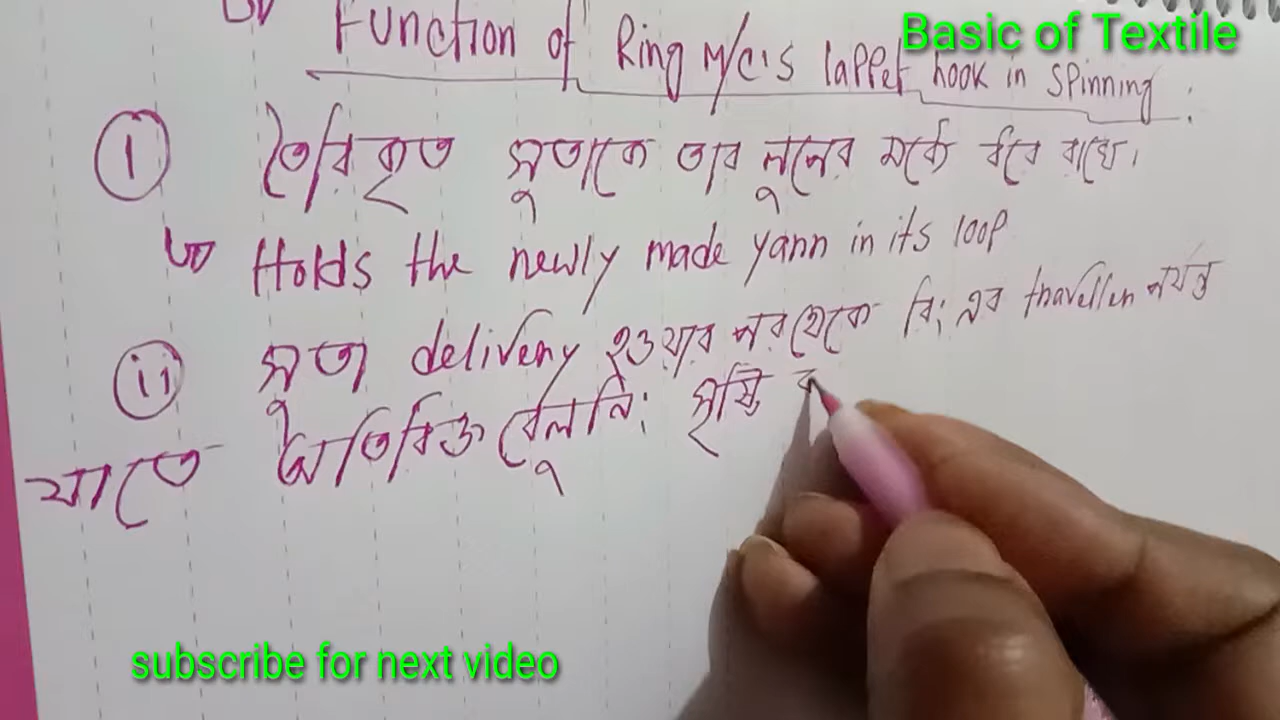 Basic of Textile
Function of Ring M/C's lappet hook in spinning:
i তৈরিকৃত সুতাকে তার লুপের মধ্যে ধরে রাখে।
Holds the newly made yarn in its loop
ii সুতা delivery হওয়ার পর থেকে রিং এর traveller পর্যন্ত
যাতে অতিরিক্ত বেলুনিং সৃষ্টি
subscribe for next video